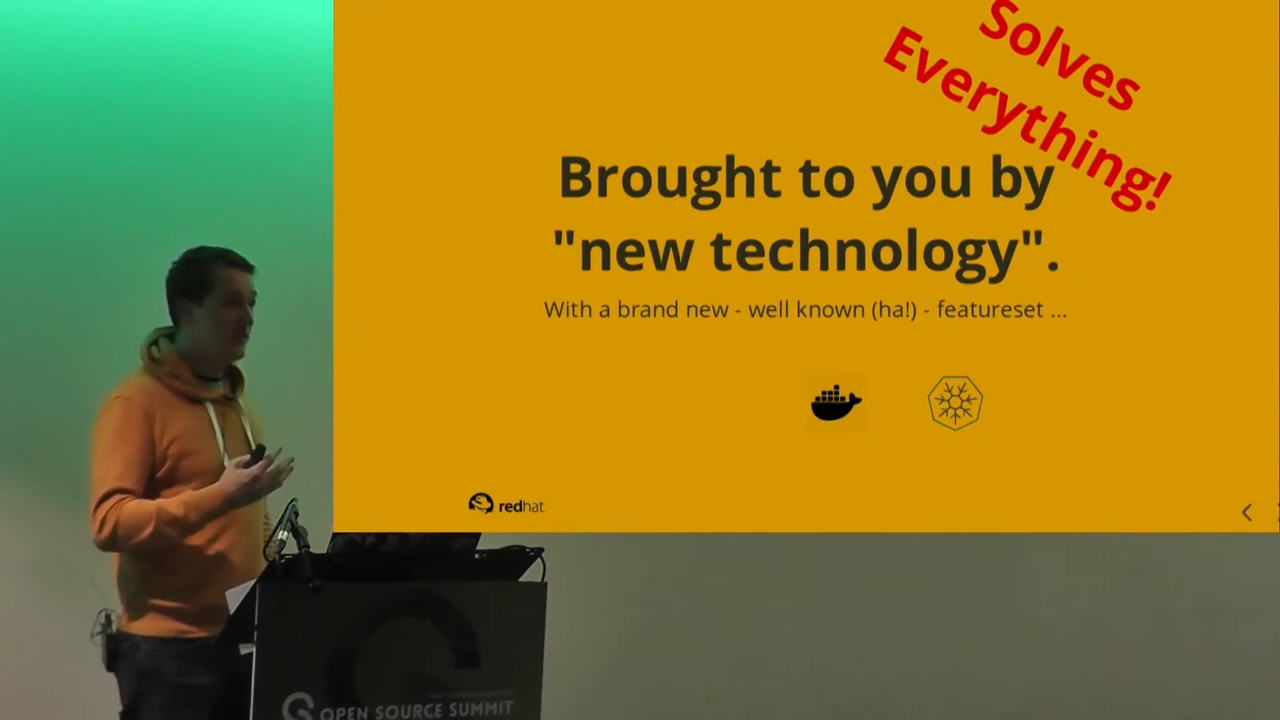 Solves
Everything!
Brought to you by
"new technology".
With a brand new - well known (ha!) - featureset ...
redhat
OPEN SOURCE SUMMIT